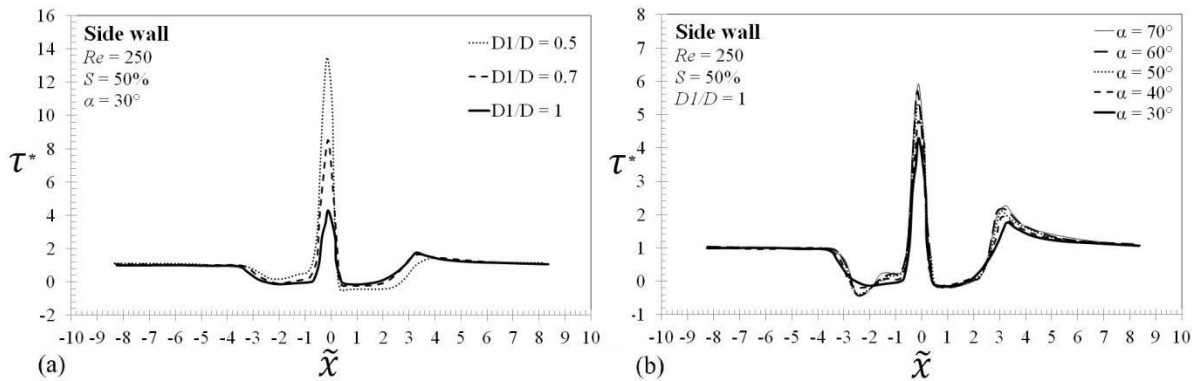 Side wall
Re = 250
S = 50%
α = 30°
D1/D = 0.5
D1/D = 0.7
D1/D = 1
16
14
12
10
8
6
4
2
0
-2
τ*
-10 -9 -8 -7 -6 -5 -4 -3 -2 -1 0 1 2 3 4 5 6 7 8 9 10
(a)
x̃
Side wall
Re = 250
S = 50%
D1/D = 1
α = 70°
α = 60°
α = 50°
α = 40°
α = 30°
8
7
6
5
4
3
2
1
0
-1
τ*
-10 -9 -8 -7 -6 -5 -4 -3 -2 -1 0 1 2 3 4 5 6 7 8 9 10
(b)
x̃